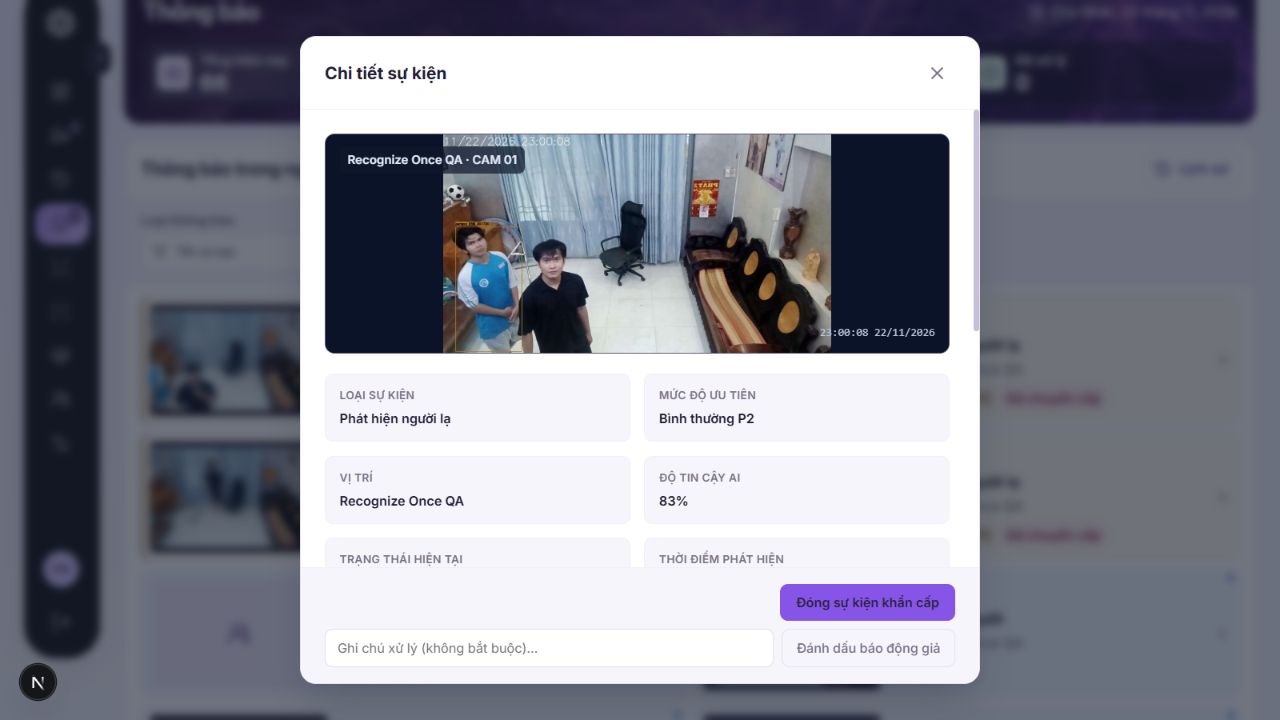 Thông báo
Chi tiết sự kiện
11/22/2026 23:00:08
Recognize Once QA · CAM 01
23:00:08 22/11/2026
LOẠI SỰ KIỆN
Phát hiện người lạ
MỨC ĐỘ ƯU TIÊN
Bình thường P2
VỊ TRÍ
Recognize Once QA
ĐỘ TIN CẬY AI
83%
TRẠNG THÁI HIỆN TẠI
THỜI ĐIỂM PHÁT HIỆN
Đóng sự kiện khẩn cấp
Ghi chú xử lý (không bắt buộc)...
Đánh dấu báo động giả
N